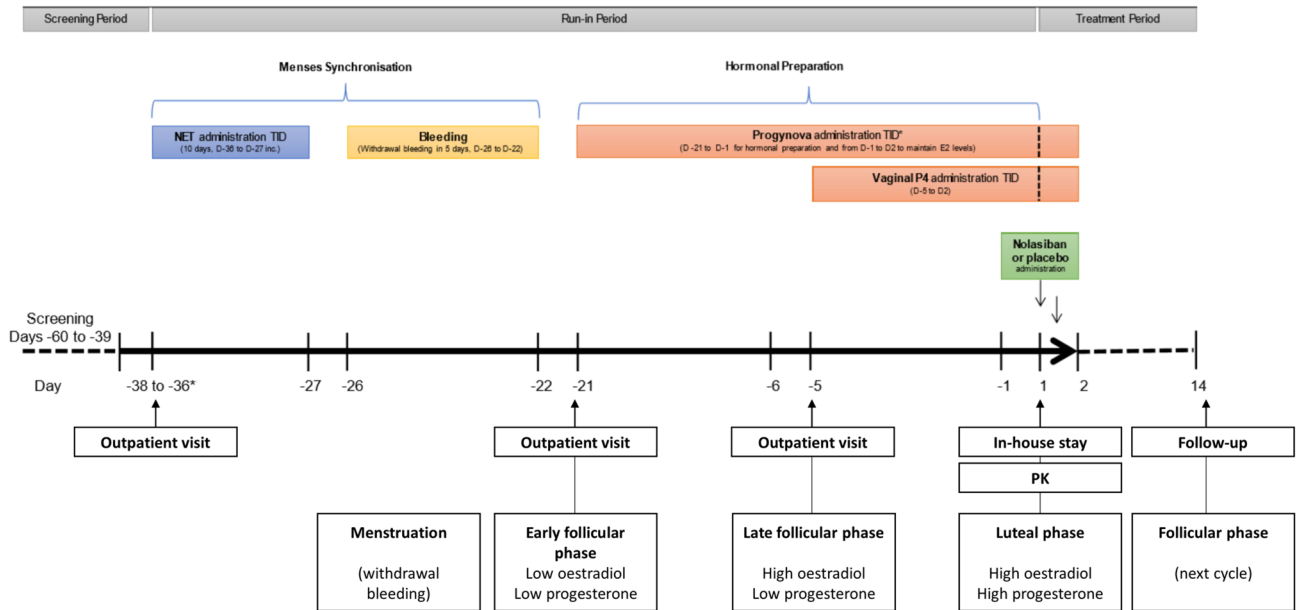 Screening Period
Run-in Period
Treatment Period
Menses Synchronisation
Hormonal Preparation
NET administration TID
(10 days, D-36 to D-27 inc.)
Bleeding
(Withdrawal bleeding in 5 days, D-26 to D-22)
Progynova administration TID*
(D -21 to D-1 for hormonal preparation and from D-1 to D2 to maintain E2 levels)
Vaginal P4 administration TID
(D-5 to D2)
Nolasiban
or placebo
administration
Screening
Days -60 to -39
Day
-38 to -36*
-27
-26
-22
-21
-6
-5
-1
1
2
14
Outpatient visit
Outpatient visit
Outpatient visit
In-house stay
Follow-up
PK
Menstruation
(withdrawal
bleeding)
Early follicular
phase
Low oestradiol
Low progesterone
Late follicular phase
High oestradiol
Low progesterone
Luteal phase
High oestradiol
High progesterone
Follicular phase
(next cycle)